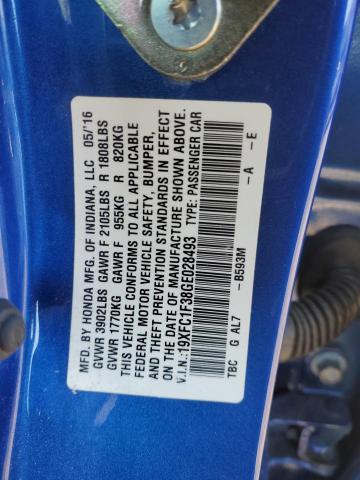 MFD. BY HONDA MFG. OF INDIANA, LLC 05/'16
GVWR 3902LBS GAWR F 2105LBS R 1808LBS
GVWR 1770KG GAWR F 955KG R 820KG
THIS VEHICLE CONFORMS TO ALL APPLICABLE
FEDERAL MOTOR VEHICLE SAFETY, BUMPER,
AND THEFT PREVENTION STANDARDS IN EFFECT
ON THE DATE OF MANUFACTURE SHOWN ABOVE.
V.I.N.: 19XFC1F38GE028493 TYPE: PASSENGER CAR
TBC G AL7 - B593M - A - E